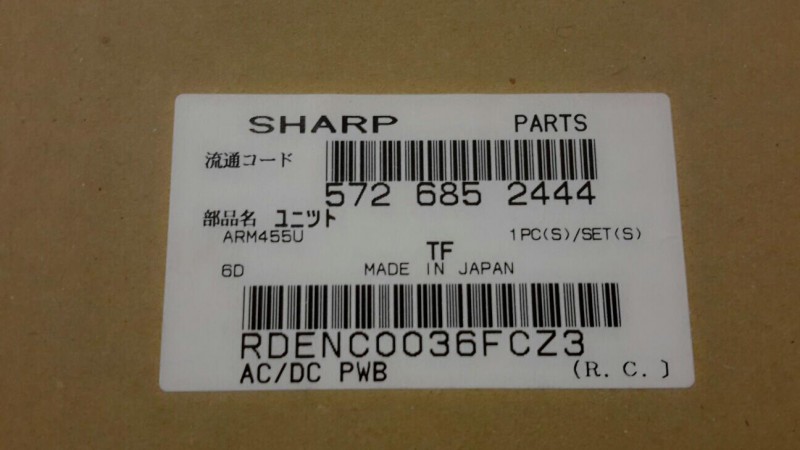 SHARP PARTS
流通コード
572 685 2444
部品名 ユニット
ARM455U 1PC(S)/SET(S)
TF
6D MADE IN JAPAN
RDENC0036FCZ3
AC/DC PWB (R.C.)